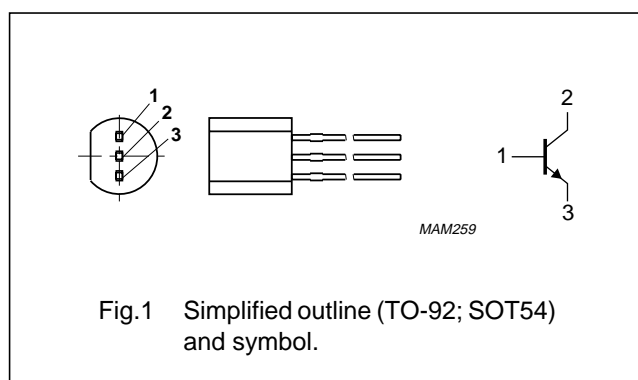 1
2
3
2
1
3
MAM259
Fig.1 Simplified outline (TO-92; SOT54)
and symbol.